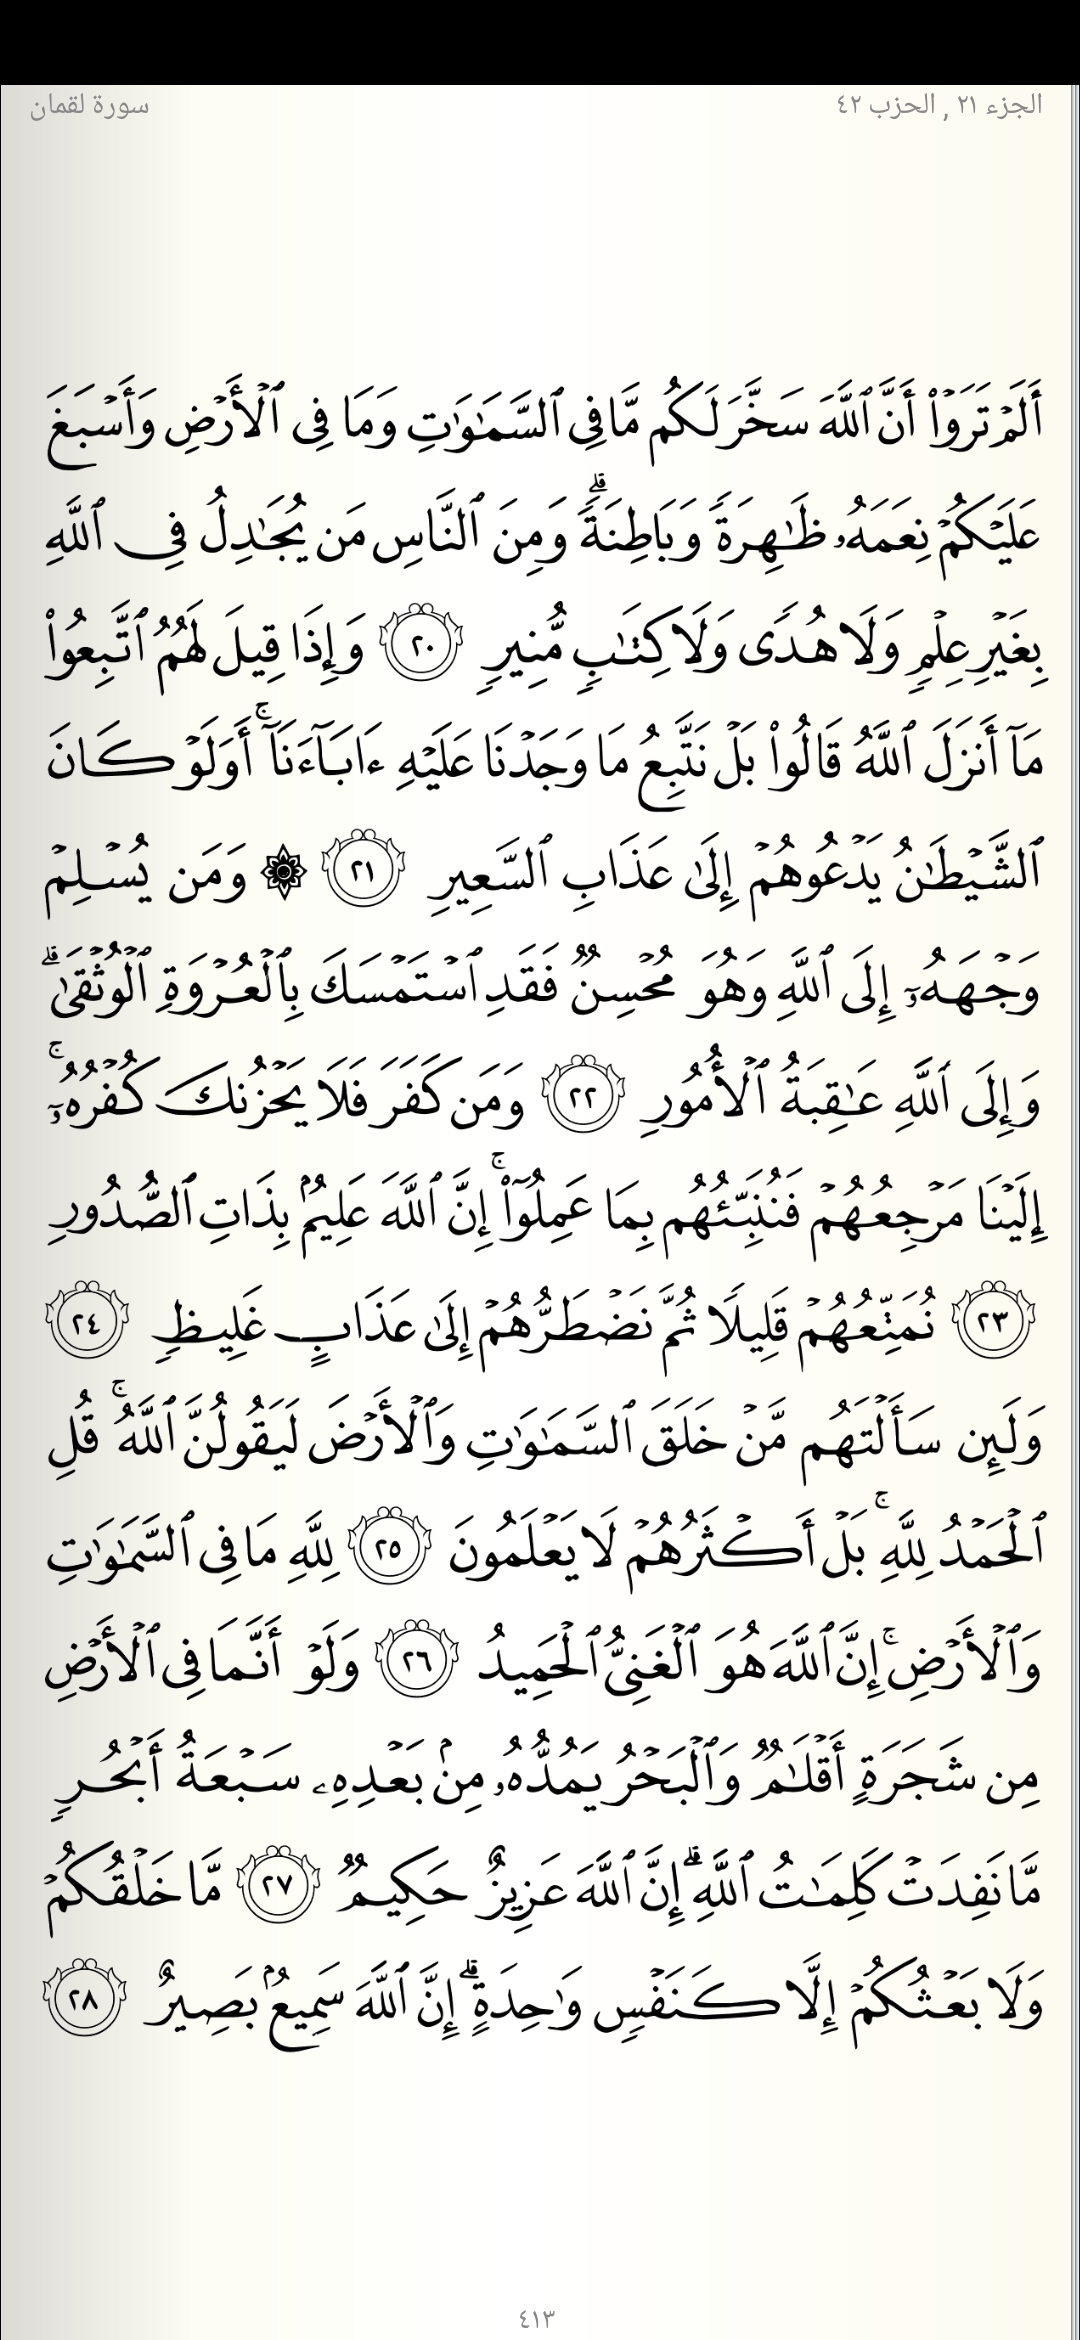 الجزء ٢١ , الحزب ٤٢
سورة لقمان
أَلَمۡ تَرَوۡاْ أَنَّ ٱللَّهَ سَخَّرَ لَكُم مَّا فِي ٱلسَّمَٰوَٰتِ وَمَا فِي ٱلۡأَرۡضِ وَأَسۡبَغَ
عَلَيۡكُمۡ نِعَمَهُۥ ظَٰهِرَةٗ وَبَاطِنَةٗۗ وَمِنَ ٱلنَّاسِ مَن يُجَٰدِلُ فِي ٱللَّهِ
بِغَيۡرِ عِلۡمٖ وَلَا هُدٗى وَلَا كِتَٰبٖ مُّنِيرٖ ٢٠ وَإِذَا قِيلَ لَهُمُ ٱتَّبِعُواْ
مَآ أَنزَلَ ٱللَّهُ قَالُواْ بَلۡ نَتَّبِعُ مَا وَجَدۡنَا عَلَيۡهِ ءَابَآءَنَآۚ أَوَلَوۡ كَانَ
ٱلشَّيۡطَٰنُ يَدۡعُوهُمۡ إِلَىٰ عَذَابِ ٱلسَّعِيرِ ٢١ ۞ وَمَن يُسۡلِمۡ
وَجۡهَهُۥٓ إِلَى ٱللَّهِ وَهُوَ مُحۡسِنٞ فَقَدِ ٱسۡتَمۡسَكَ بِٱلۡعُرۡوَةِ ٱلۡوُثۡقَىٰۗ
وَإِلَى ٱللَّهِ عَٰقِبَةُ ٱلۡأُمُورِ ٢٢ وَمَن كَفَرَ فَلَا يَحۡزُنكَ كُفۡرُهُۥٓۚ
إِلَيۡنَا مَرۡجِعُهُمۡ فَنُنَبِّئُهُم بِمَا عَمِلُوٓاْۚ إِنَّ ٱللَّهَ عَلِيمُۢ بِذَاتِ ٱلصُّدُورِ
٢٣ نُمَتِّعُهُمۡ قَلِيلٗا ثُمَّ نَضۡطَرُّهُمۡ إِلَىٰ عَذَابٍ غَلِيظٖ ٢٤
وَلَئِن سَأَلۡتَهُم مَّنۡ خَلَقَ ٱلسَّمَٰوَٰتِ وَٱلۡأَرۡضَ لَيَقُولُنَّ ٱللَّهُۚ قُلِ
ٱلۡحَمۡدُ لِلَّهِۚ بَلۡ أَكۡثَرُهُمۡ لَا يَعۡلَمُونَ ٢٥ لِلَّهِ مَا فِي ٱلسَّمَٰوَٰتِ
وَٱلۡأَرۡضِۚ إِنَّ ٱللَّهَ هُوَ ٱلۡغَنِيُّ ٱلۡحَمِيدُ ٢٦ وَلَوۡ أَنَّمَا فِي ٱلۡأَرۡضِ
مِن شَجَرَةٍ أَقۡلَٰمٞ وَٱلۡبَحۡرُ يَمُدُّهُۥ مِنۢ بَعۡدِهِۦ سَبۡعَةُ أَبۡحُرٖ
مَّا نَفِدَتۡ كَلِمَٰتُ ٱللَّهِۚ إِنَّ ٱللَّهَ عَزِيزٌ حَكِيمٞ ٢٧ مَّا خَلۡقُكُمۡ
وَلَا بَعۡثُكُمۡ إِلَّا كَنَفۡسٖ وَٰحِدَةٍۚ إِنَّ ٱللَّهَ سَمِيعُۢ بَصِيرٌ ٢٨
٤١٣